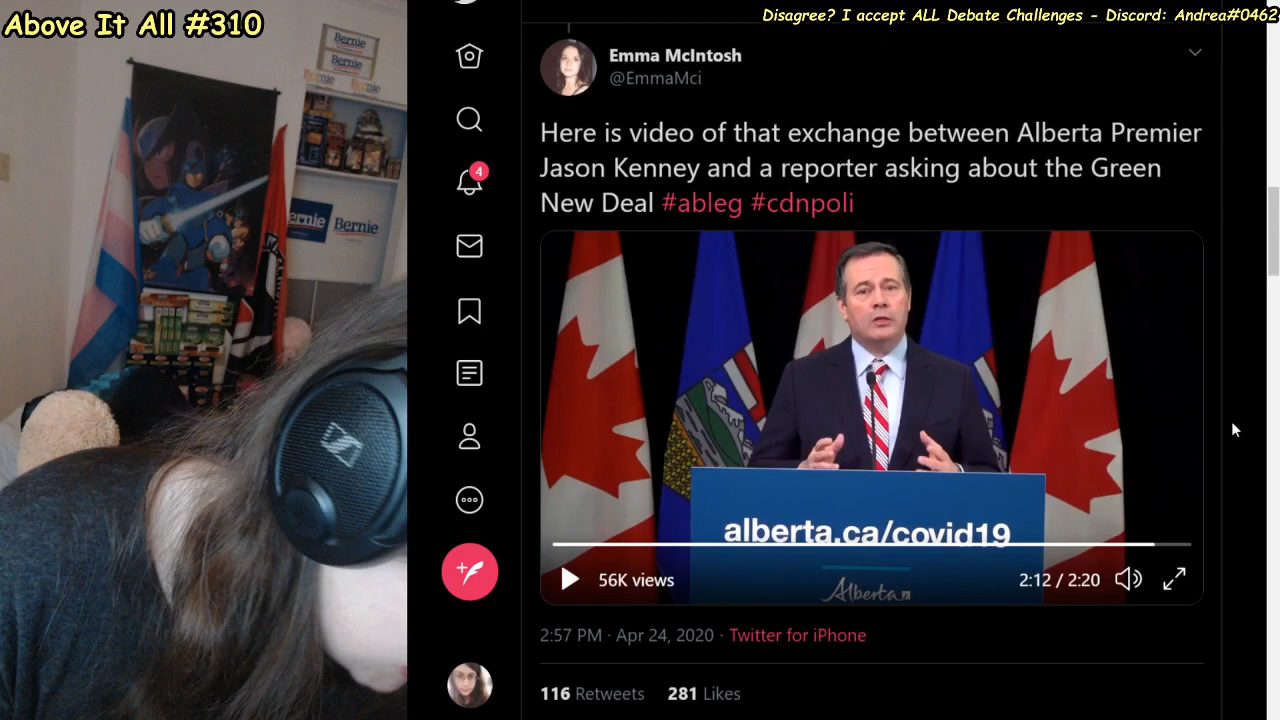 Above It All #310
Disagree? I accept ALL Debate Challenges - Discord: Andrea#0462
Bernie
Bernie
Bernie
Bernie
4
Emma McIntosh
@EmmaMci
Here is video of that exchange between Alberta Premier
Jason Kenney and a reporter asking about the Green
New Deal #ableg #cdnpoli
alberta.ca/covid19
Alberta
56K views
2:12 / 2:20
2:57 PM · Apr 24, 2020 · Twitter for iPhone
116 Retweets 281 Likes